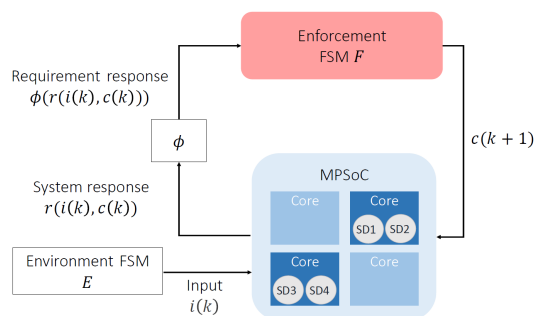 Enforcement
FSM F
Requirement response
ϕ(r(i(k), c(k)))
ϕ
c(k + 1)
System response
r(i(k), c(k))
MPSoC
Core
Core
SD1
SD2
Environment FSM
E
Input
i(k)
Core
SD3
SD4
Core